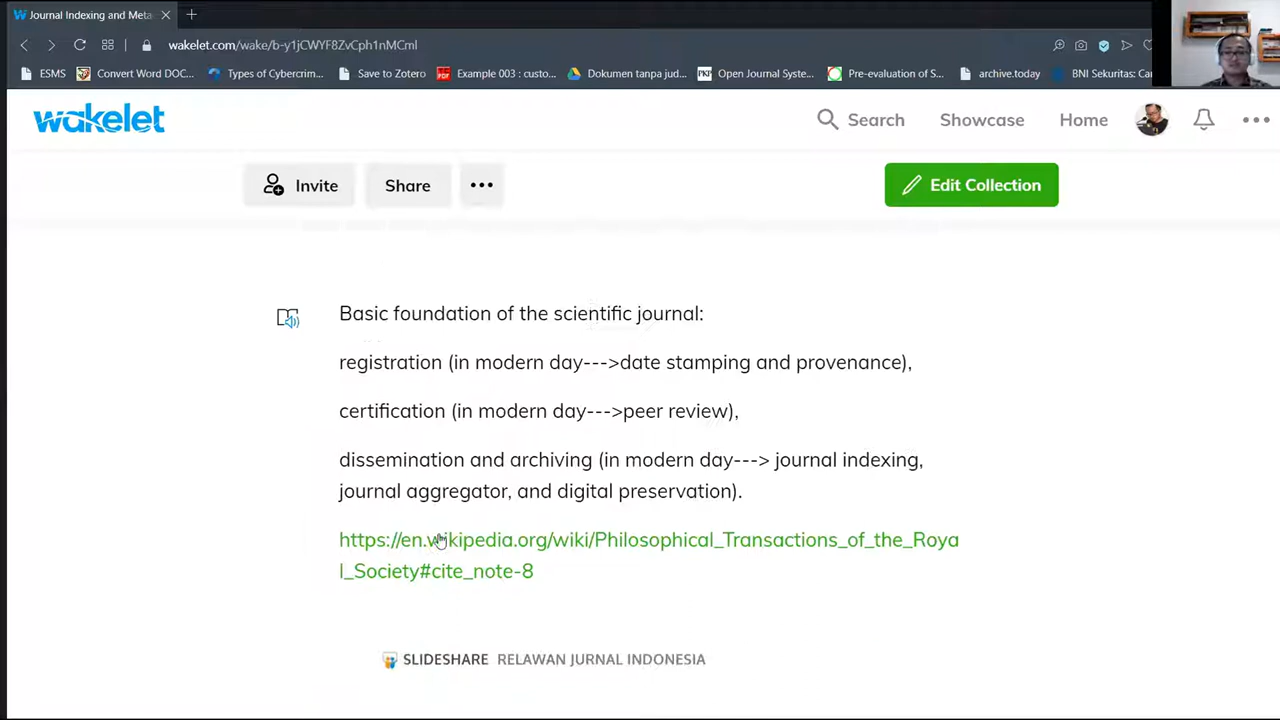 Journal Indexing and Meta
wakelet.com/wake/b-y1jCWYF8ZvCph1nMCml
ESMS Convert Word DOC... Types of Cybercrim... Save to Zotero Example 003 : custo... Dokumen tanpa jud... PKP Open Journal Syste... Pre-evaluation of S... archive.today BNI Sekuritas: Car
wakelet Search Showcase Home
Invite Share Edit Collection
Basic foundation of the scientific journal:
registration (in modern day--->date stamping and provenance),
certification (in modern day--->peer review),
dissemination and archiving (in modern day---> journal indexing,
journal aggregator, and digital preservation).
https://en.wikipedia.org/wiki/Philosophical_Transactions_of_the_Roya
l_Society#cite_note-8
SLIDESHARE RELAWAN JURNAL INDONESIA